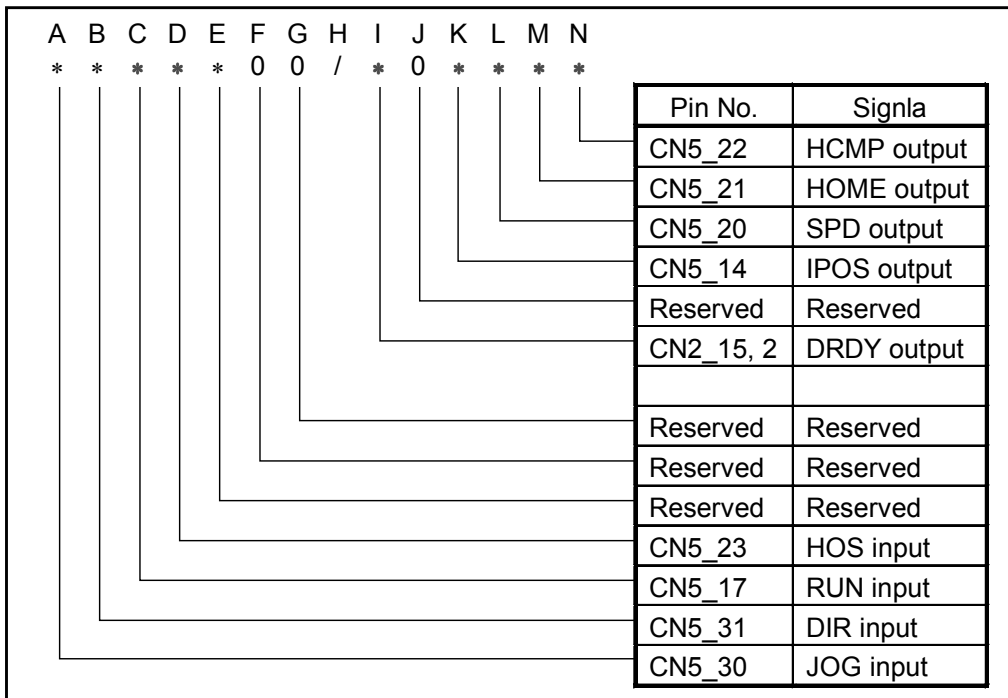 A B C D E F G H I J K L M N
* * * * * 0 0 / * 0 * * * *
Pin No. Signla
CN5_22 HCMP output
CN5_21 HOME output
CN5_20 SPD output
CN5_14 IPOS output
Reserved Reserved
CN2_15, 2 DRDY output
Reserved Reserved
Reserved Reserved
Reserved Reserved
CN5_23 HOS input
CN5_17 RUN input
CN5_31 DIR input
CN5_30 JOG input